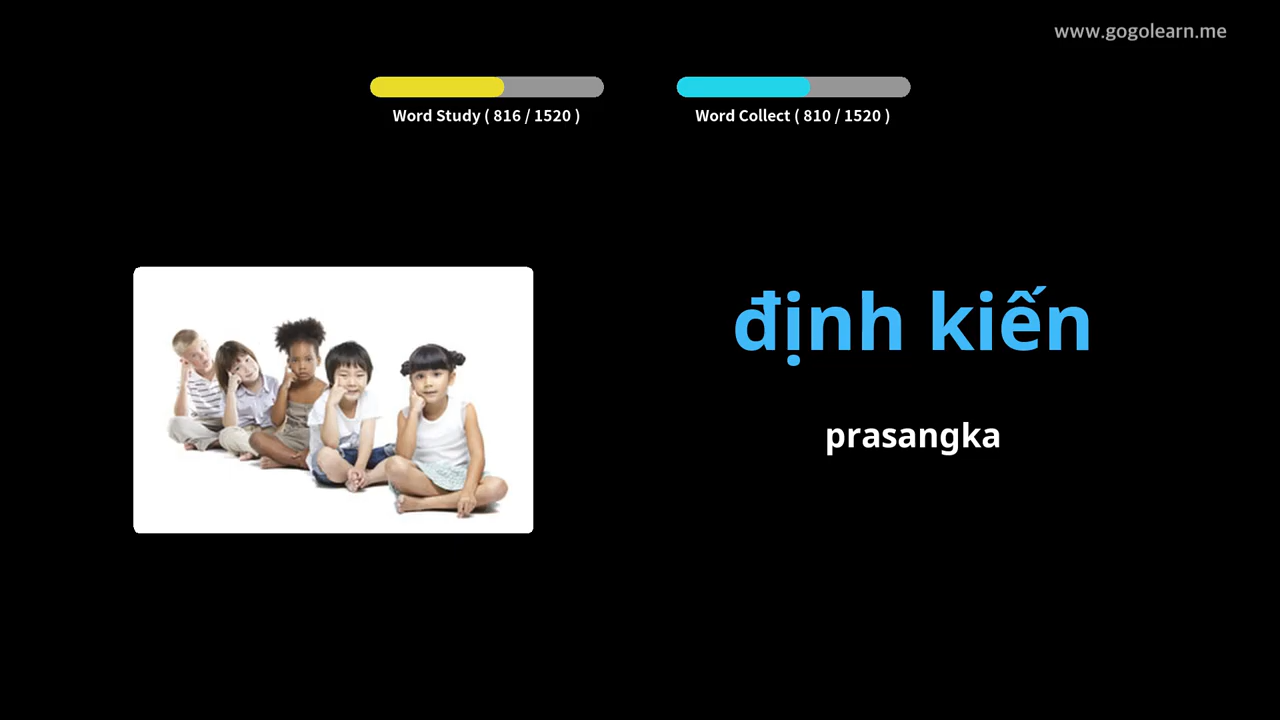 www.gogolearn.me
Word Study ( 816 / 1520 )
Word Collect ( 810 / 1520 )
định kiến
prasangka